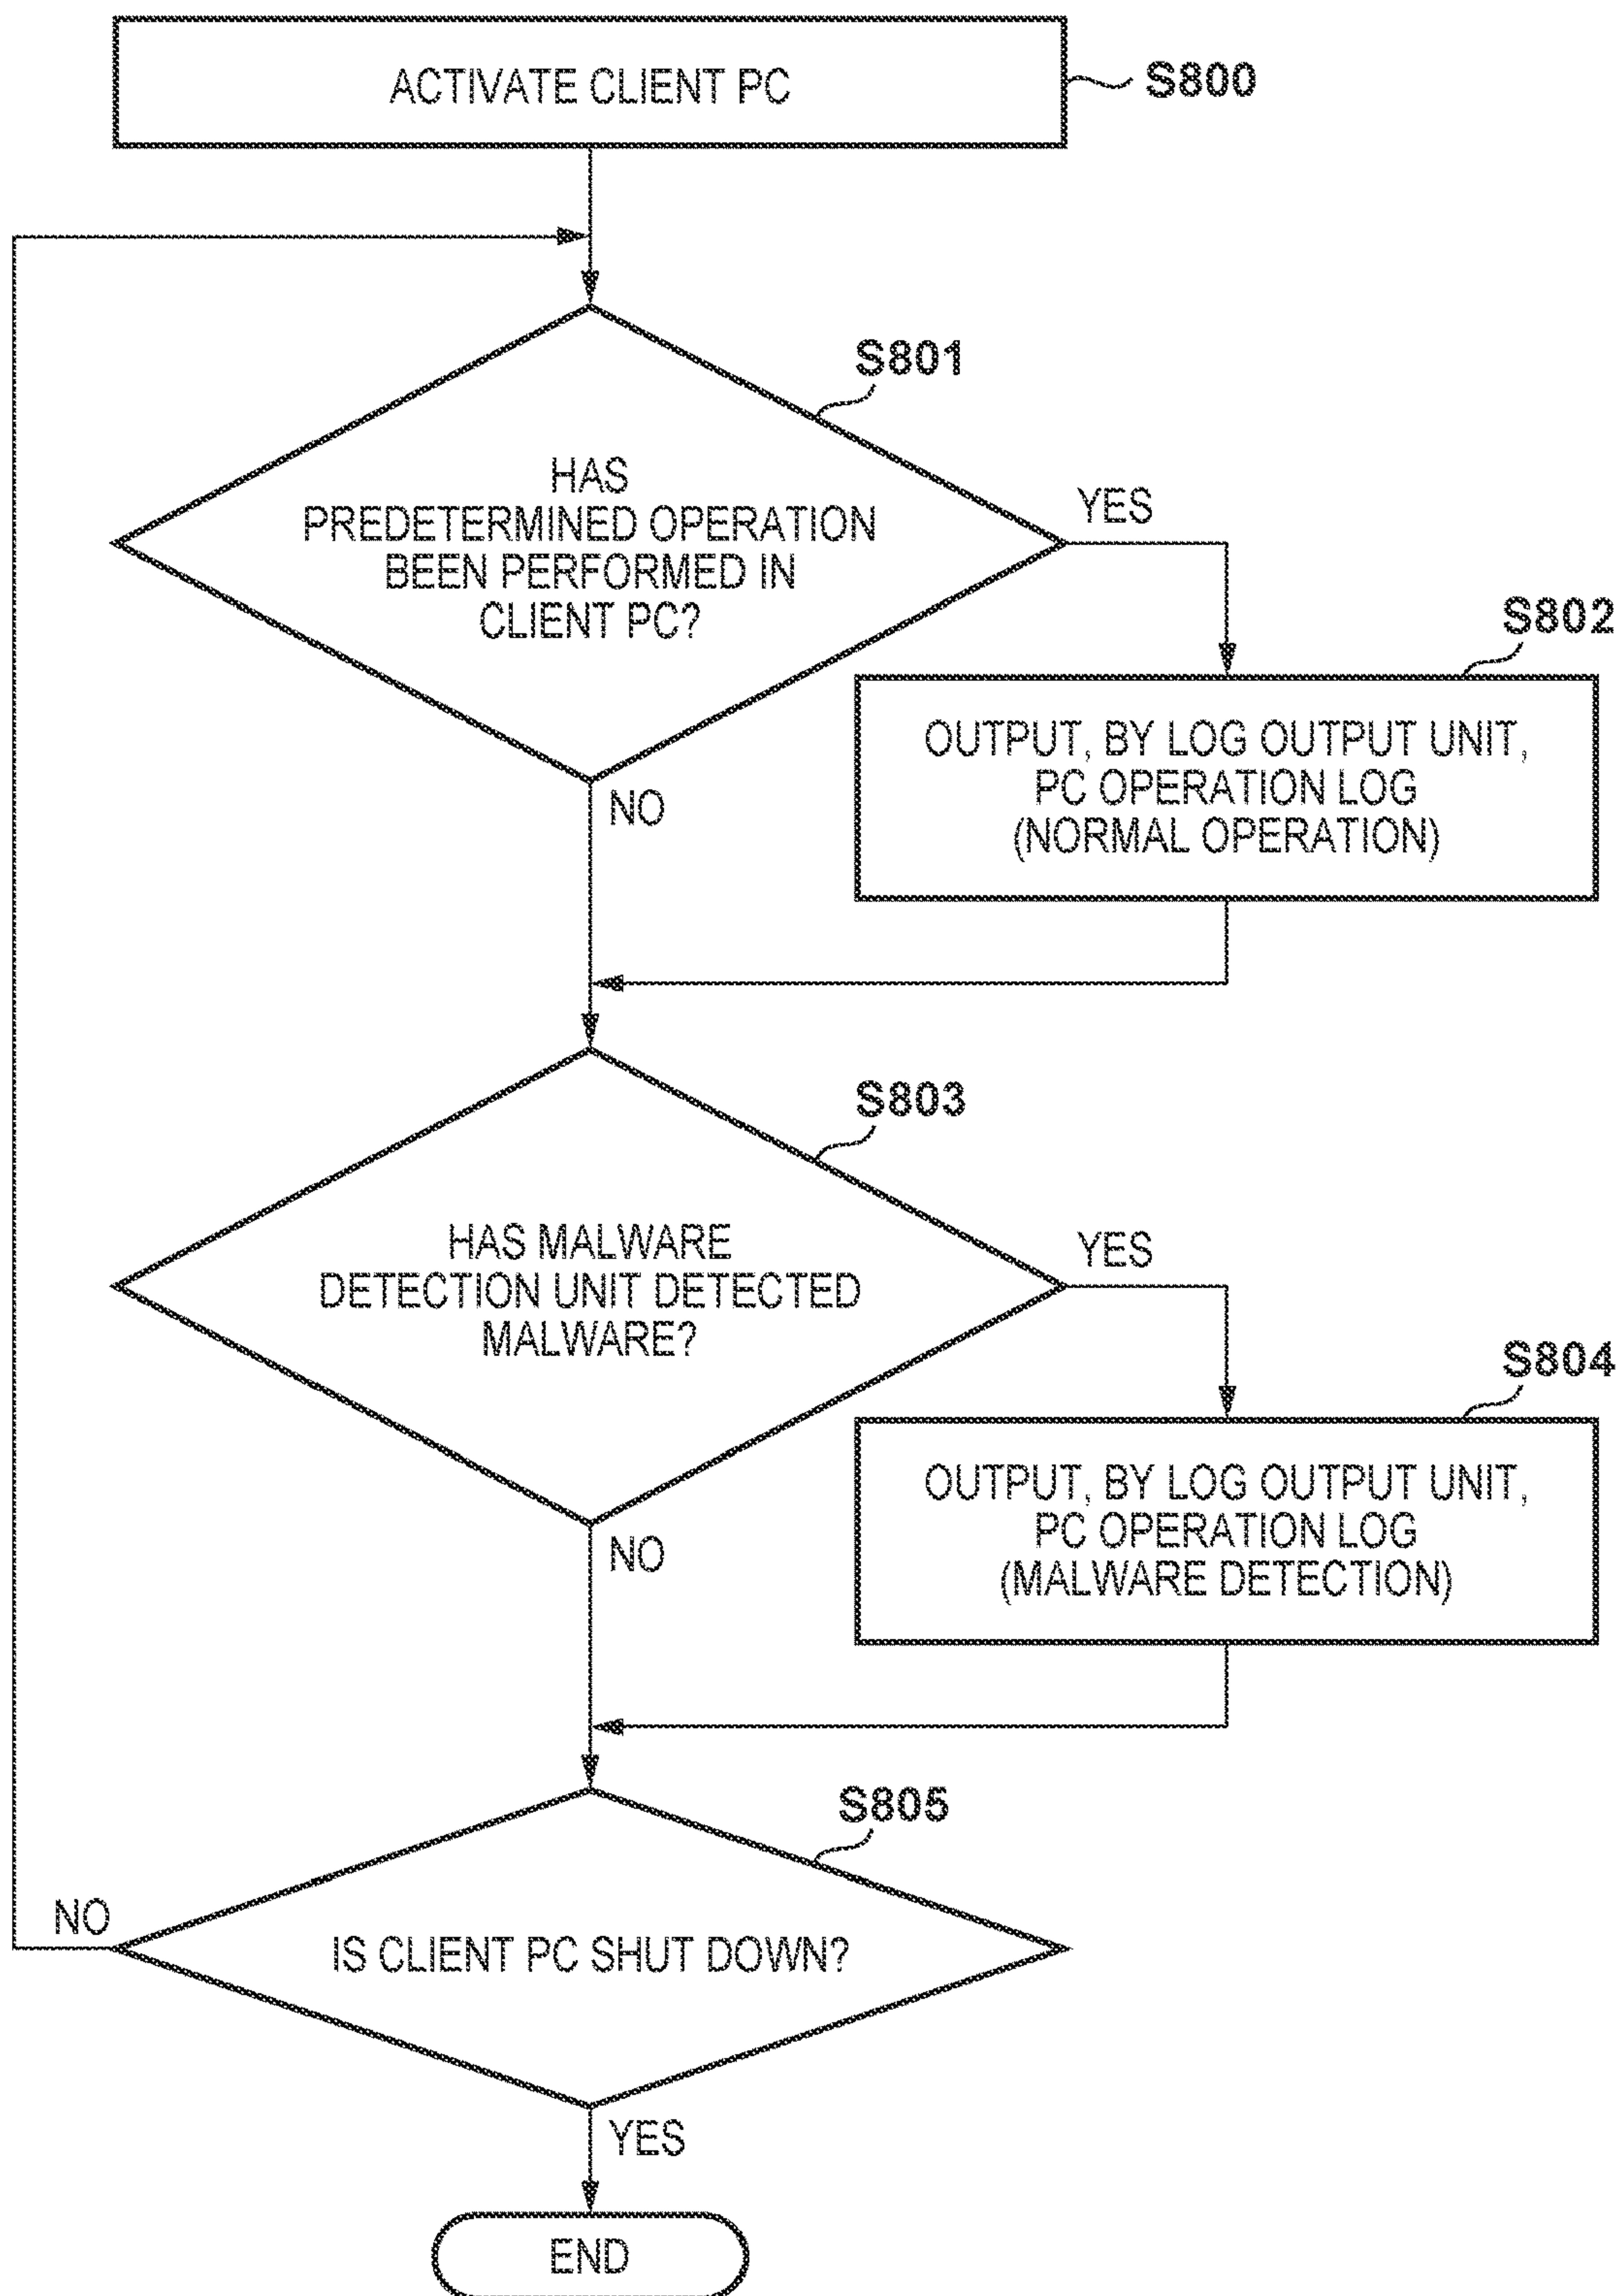 ACTIVATE CLIENT PC
S800
S801
HAS
PREDETERMINED OPERATION
BEEN PERFORMED IN
CLIENT PC?
YES
NO
S802
OUTPUT, BY LOG OUTPUT UNIT,
PC OPERATION LOG
(NORMAL OPERATION)
S803
HAS MALWARE
DETECTION UNIT DETECTED
MALWARE?
YES
NO
S804
OUTPUT, BY LOG OUTPUT UNIT,
PC OPERATION LOG
(MALWARE DETECTION)
S805
NO
IS CLIENT PC SHUT DOWN?
YES
END